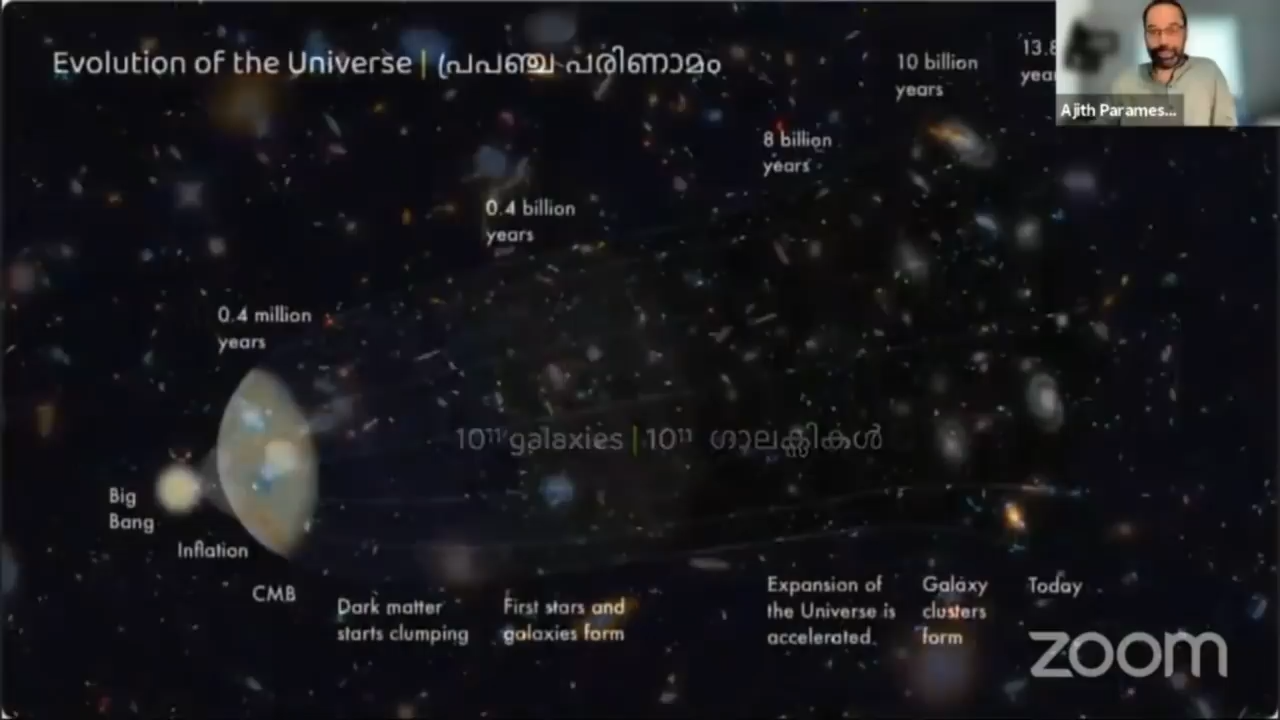 Evolution of the Universe | പ്രപഞ്ച പരിണാമം
10 billion
years
13.8
year
Ajith Parames...
8 billion
years
0.4 billion
years
0.4 million
years
10¹¹ galaxies | 10¹¹ ഗാലക്സികൾ
Big
Bang
Inflation
CMB
Dark matter
starts clumping
First stars and
galaxies form
Expansion of
the Universe is
accelerated.
Galaxy
clusters
form
Today
zoom